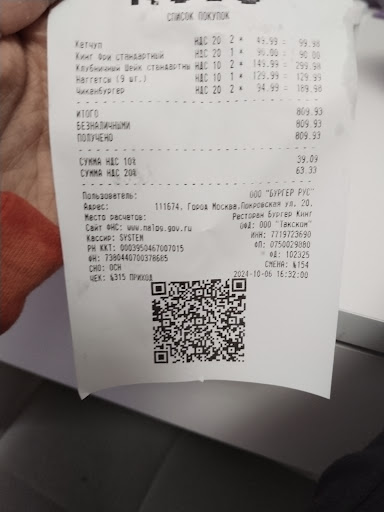 СПИСОК ПОКУПОК
Кетчуп НДС 20 2 * 49.99 = 99.98
Кинг Фри стандартный НДС 20 1 * 90.00 = 90.00
Клубничный Шейк стандартны НДС 10 2 * 149.99 = 299.98
Наггетсы (9 шт.) НДС 10 1 * 129.99 = 129.99
Чикенбургер НДС 20 2 * 94.99 = 189.98
ИТОГО 809.93
БЕЗНАЛИЧНЫМИ 809.93
ПОЛУЧЕНО 809.93
СУММА НДС 10% 39.09
СУММА НДС 20% 63.33
Пользователь: ООО "БУРГЕР РУС"
Адрес: 111674, Город Москва,Покровская ул. 20,
Место расчетов: Ресторан Бургер Кинг
Сайт ФНС: www.nalog.gov.ru ОФД: ООО "Такском"
Кассир: SYSTEM ИНН: 7719723690
РН ККТ: 0003950467007015 ФП: 0750029880
ФН: 7380440700378685 ФД: 102325
СНО: ОСН СМЕНА: №154
ЧЕК: №315 ПРИХОД 2024-10-06 16:32:00